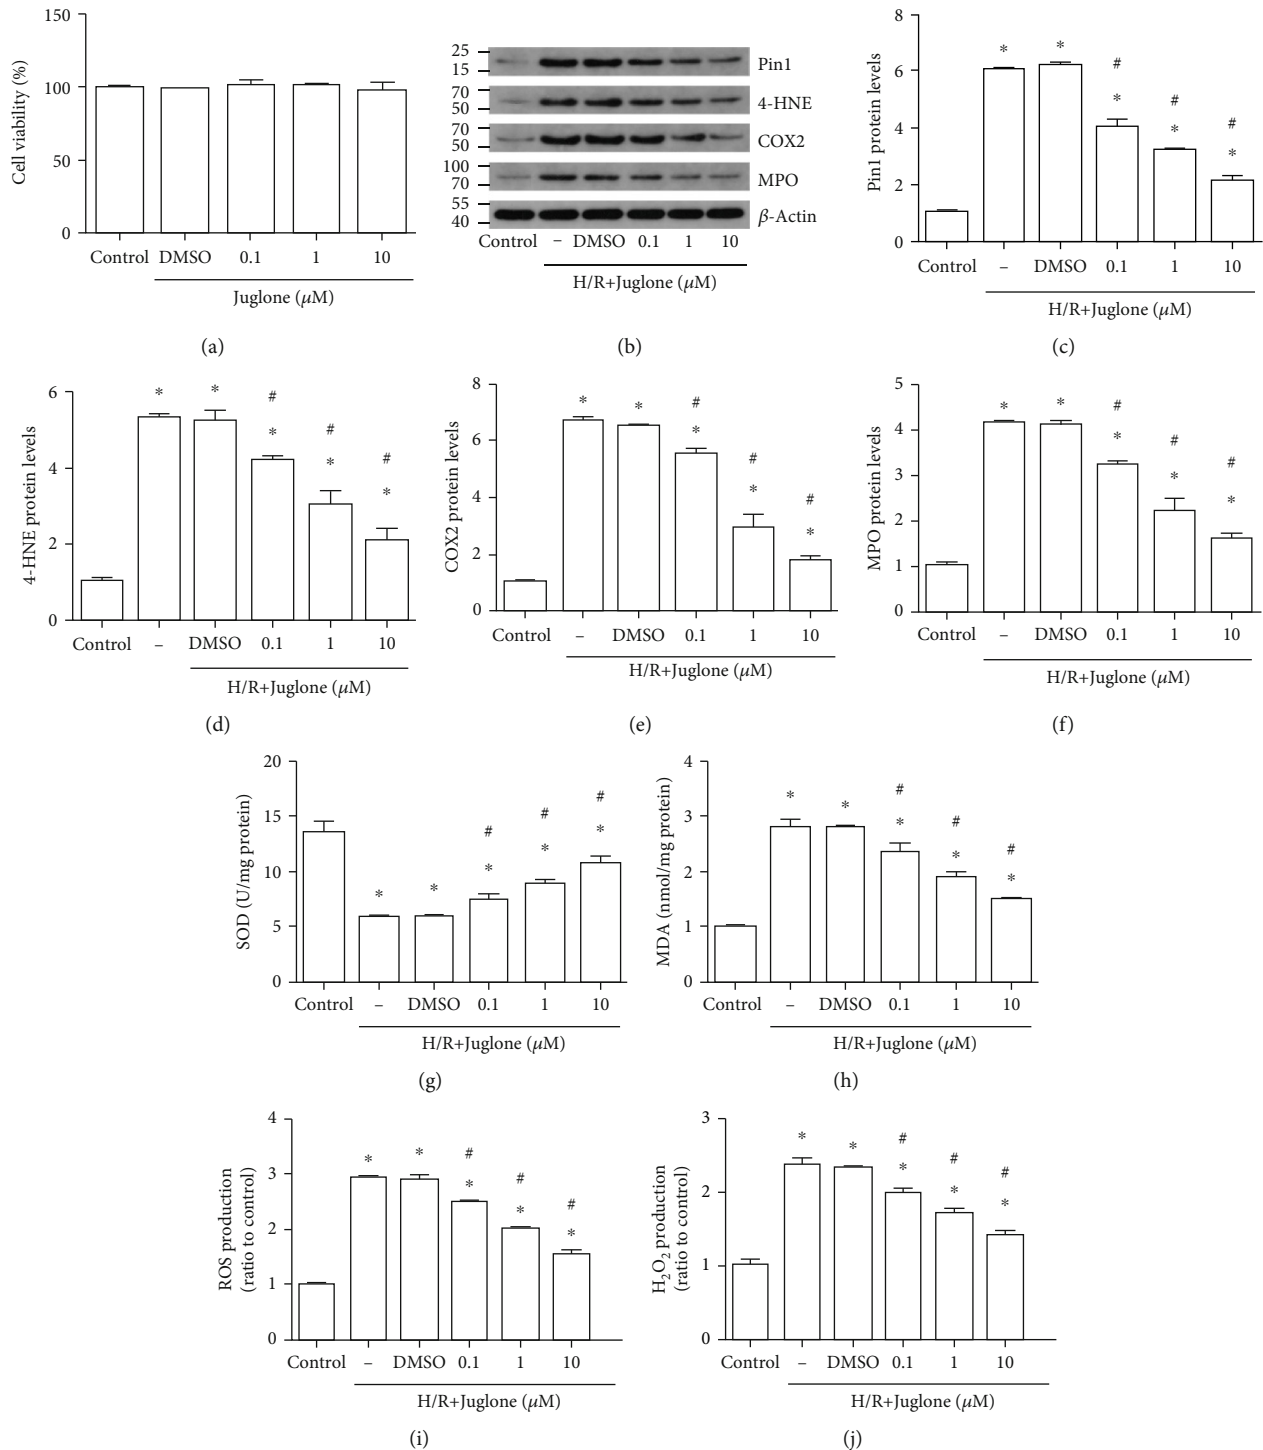 150
100
50
0
Cell viability (%)
Control DMSO 0.1 1 10
Juglone (μM)
(a)
25
15
Pin1
70
50
4-HNE
70
50
COX2
100
70
MPO
55
40
β-Actin
Control – DMSO 0.1 1 10
H/R+Juglone (μM)
(b)
8
6
4
2
0
Pin1 protein levels
* * # * # * # *
Control – DMSO 0.1 1 10
H/R+Juglone (μM)
(c)
6
4
2
0
4-HNE protein levels
* * # * # * # *
Control – DMSO 0.1 1 10
H/R+Juglone (μM)
(d)
8
6
4
2
0
COX2 protein levels
* * # * # * # *
Control – DMSO 0.1 1 10
H/R+Juglone (μM)
(e)
5
4
3
2
1
0
MPO protein levels
* * # * # * # *
Control – DMSO 0.1 1 10
H/R+Juglone (μM)
(f)
20
15
10
5
0
SOD (U/mg protein)
* * # * # * # *
Control – DMSO 0.1 1 10
H/R+Juglone (μM)
(g)
4
3
2
1
0
MDA (nmol/mg protein)
* * # * # * # *
Control – DMSO 0.1 1 10
H/R+Juglone (μM)
(h)
4
3
2
1
0
ROS production
(ratio to control)
* * # * # * # *
Control – DMSO 0.1 1 10
H/R+Juglone (μM)
(i)
3
2
1
0
H₂O₂ production
(ratio to control)
* * # * # * # *
Control – DMSO 0.1 1 10
H/R+Juglone (μM)
(j)